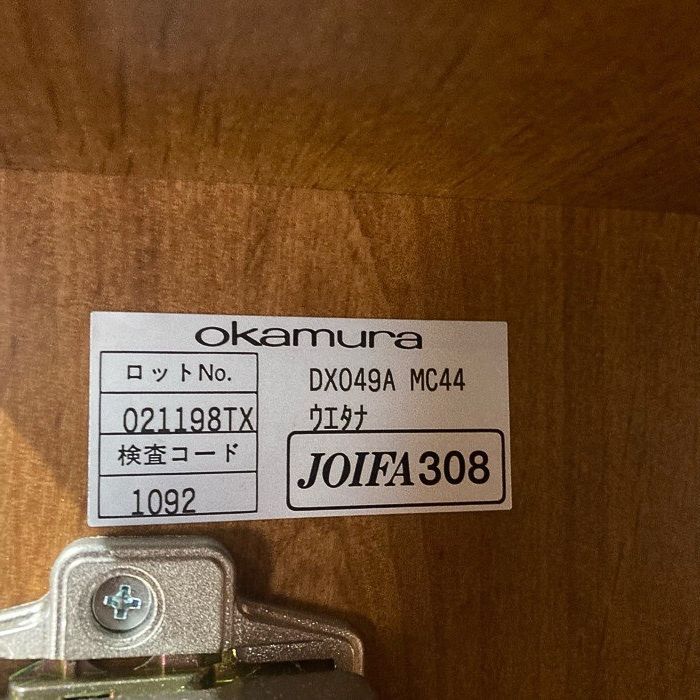 okamura
ロットNo.
DX049A MC44
021198TX
ｳｴﾀﾅ
検査コード
JOIFA308
1092